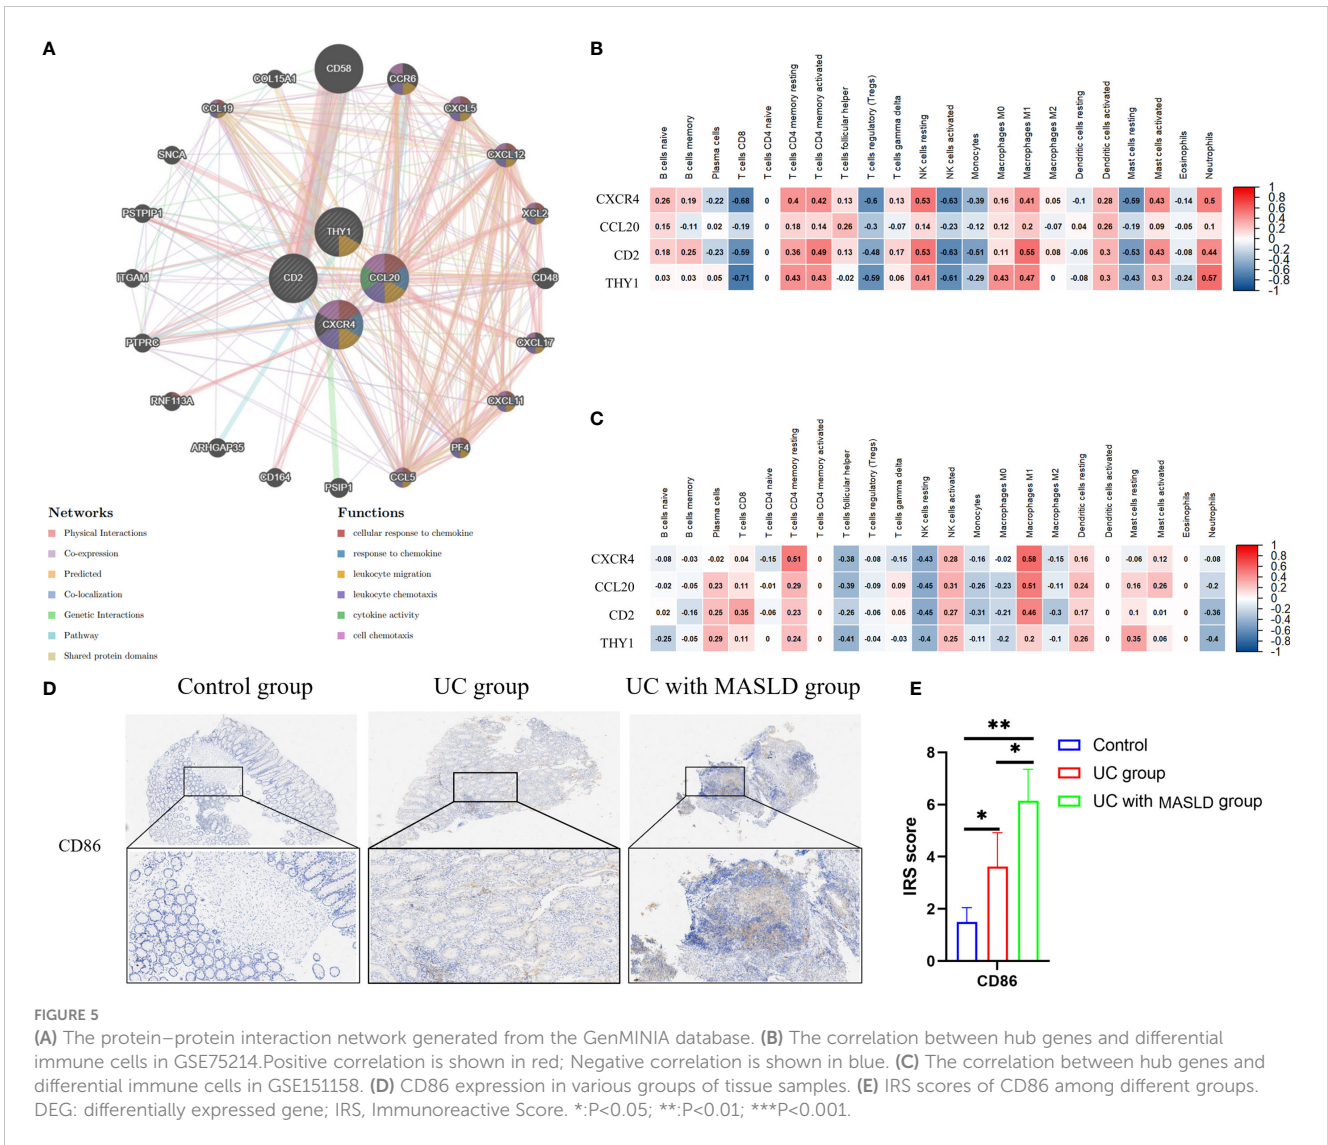 A
CD58
COL15A1
CCR6
CCL19
CXCL5
SNCA
CXCL12
PSTPIP1
XCL2
THY1
ITGAM
CD2
CCL20
CD48
CXCR4
PTPRC
CXCL17
RNF113A
CXCL11
ARHGAP35
PF4
CD164
PSIP1
CCL5
Networks
Physical Interactions
Co-expression
Predicted
Co-localization
Genetic Interactions
Pathway
Shared protein domains
Functions
cellular response to chemokine
response to chemokine
leukocyte migration
leukocyte chemotaxis
cytokine activity
cell chemotaxis
B
B cells naive
B cells memory
Plasma cells
T cells CD8
T cells CD4 naive
T cells CD4 memory resting
T cells CD4 memory activated
T cells follicular helper
T cells regulatory (Tregs)
T cells gamma delta
NK cells resting
NK cells activated
Monocytes
Macrophages M0
Macrophages M1
Macrophages M2
Dendritic cells resting
Dendritic cells activated
Mast cells resting
Mast cells activated
Eosinophils
Neutrophils
CXCR4 0.26 0.19 -0.22 -0.68 0 0.4 0.42 0.13 -0.6 0.13 0.53 -0.63 -0.39 0.16 0.41 0.05 -0.1 0.28 -0.59 0.43 -0.14 0.5
CCL20 0.15 -0.11 0.02 -0.19 0 0.18 0.14 0.26 -0.3 -0.07 0.14 -0.23 -0.12 0.12 0.2 -0.07 0.04 0.26 -0.19 0.09 -0.05 0.1
CD2 0.18 0.25 -0.23 -0.59 0 0.36 0.49 0.13 -0.48 0.17 0.53 -0.63 -0.51 0.11 0.55 0.08 -0.06 0.3 -0.53 0.43 -0.08 0.44
THY1 0.03 0.03 0.05 -0.71 0 0.43 0.43 -0.02 -0.59 0.06 0.41 -0.61 -0.29 0.43 0.47 0 -0.08 0.3 -0.43 0.3 -0.24 0.57
1
0.8
0.6
0.4
0.2
0
-0.2
-0.4
-0.6
-0.8
-1
C
B cells naive
B cells memory
Plasma cells
T cells CD8
T cells CD4 naive
T cells CD4 memory resting
T cells CD4 memory activated
T cells follicular helper
T cells regulatory (Tregs)
T cells gamma delta
NK cells resting
NK cells activated
Monocytes
Macrophages M0
Macrophages M1
Macrophages M2
Dendritic cells resting
Dendritic cells activated
Mast cells resting
Mast cells activated
Eosinophils
Neutrophils
CXCR4 -0.08 -0.03 -0.02 0.04 -0.15 0.51 0 -0.38 -0.08 -0.15 -0.43 0.28 -0.16 -0.02 0.58 -0.15 0.16 0 -0.06 0.12 0 -0.08
CCL20 -0.02 -0.05 0.23 0.11 -0.01 0.29 0 -0.39 -0.09 0.09 -0.45 0.31 -0.26 -0.23 0.51 -0.11 0.24 0 0.16 0.26 0 -0.2
CD2 0.02 -0.16 0.25 0.35 -0.06 0.23 0 -0.26 -0.06 0.05 -0.45 0.27 -0.31 -0.21 0.46 -0.3 0.17 0 0.1 0.01 0 -0.36
THY1 -0.25 -0.05 0.29 0.11 0 0.24 0 -0.41 -0.04 -0.03 -0.4 0.25 -0.11 -0.2 0.2 -0.1 0.26 0 0.35 0.06 0 -0.4
1
0.8
0.6
0.4
0.2
0
-0.2
-0.4
-0.6
-0.8
-1
D
Control group
UC group
UC with MASLD group
CD86
E
IRS score
8
6
4
2
0
**
*
*
CD86
Control
UC group
UC with MASLD group
FIGURE 5
(A) The protein–protein interaction network generated from the GenMINIA database. (B) The correlation between hub genes and differential
immune cells in GSE75214.Positive correlation is shown in red; Negative correlation is shown in blue. (C) The correlation between hub genes and
differential immune cells in GSE151158. (D) CD86 expression in various groups of tissue samples. (E) IRS scores of CD86 among different groups.
DEG: differentially expressed gene; IRS, Immunoreactive Score. *:P<0.05; **:P<0.01; ***P<0.001.